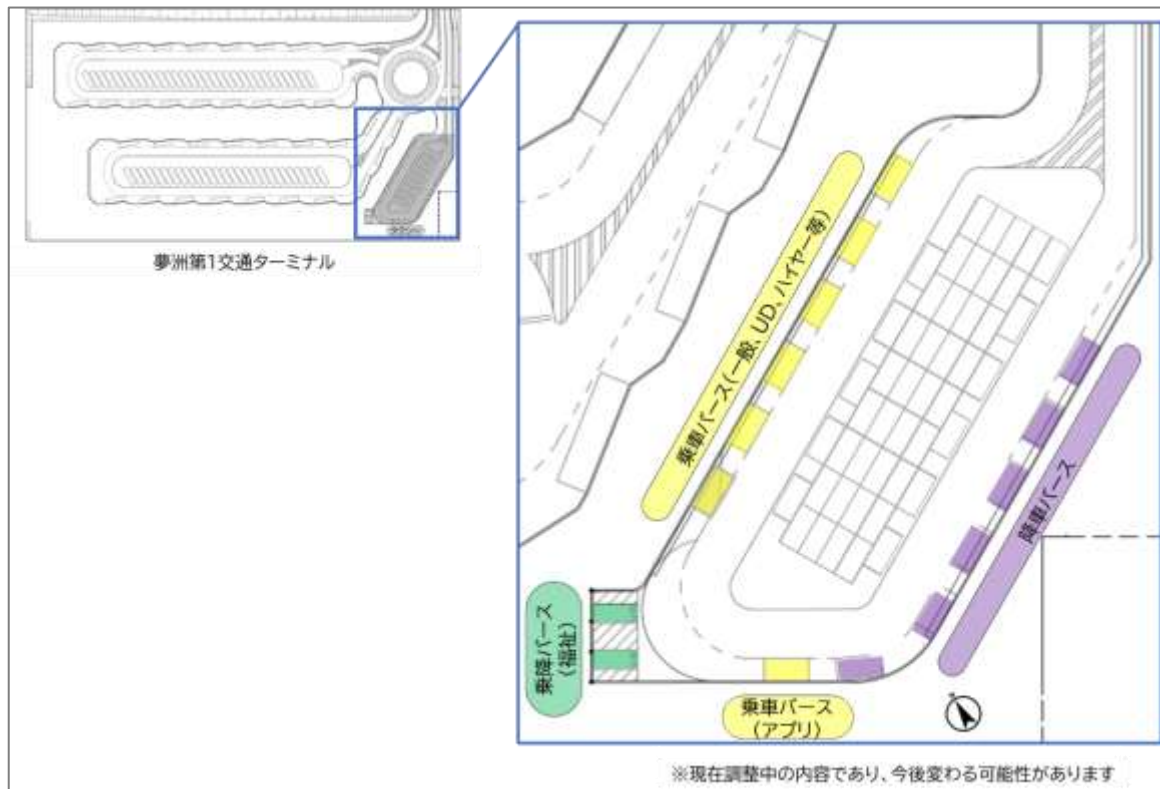 夢洲第1交通ターミナル
乗車バース(一般、UD、ハイヤー等)
降車バース
乗降バース
(福祉)
乗車バース
(アプリ)
※現在調整中の内容であり、今後変わる可能性があります